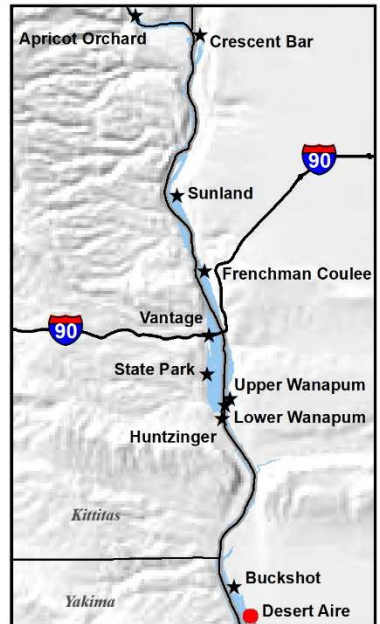 Apricot Orchard
Crescent Bar
90
Sunland
Frenchman Coulee
Vantage
90
State Park
Upper Wanapum
Lower Wanapum
Huntzinger
Kittitas
Buckshot
Yakima
Desert Aire